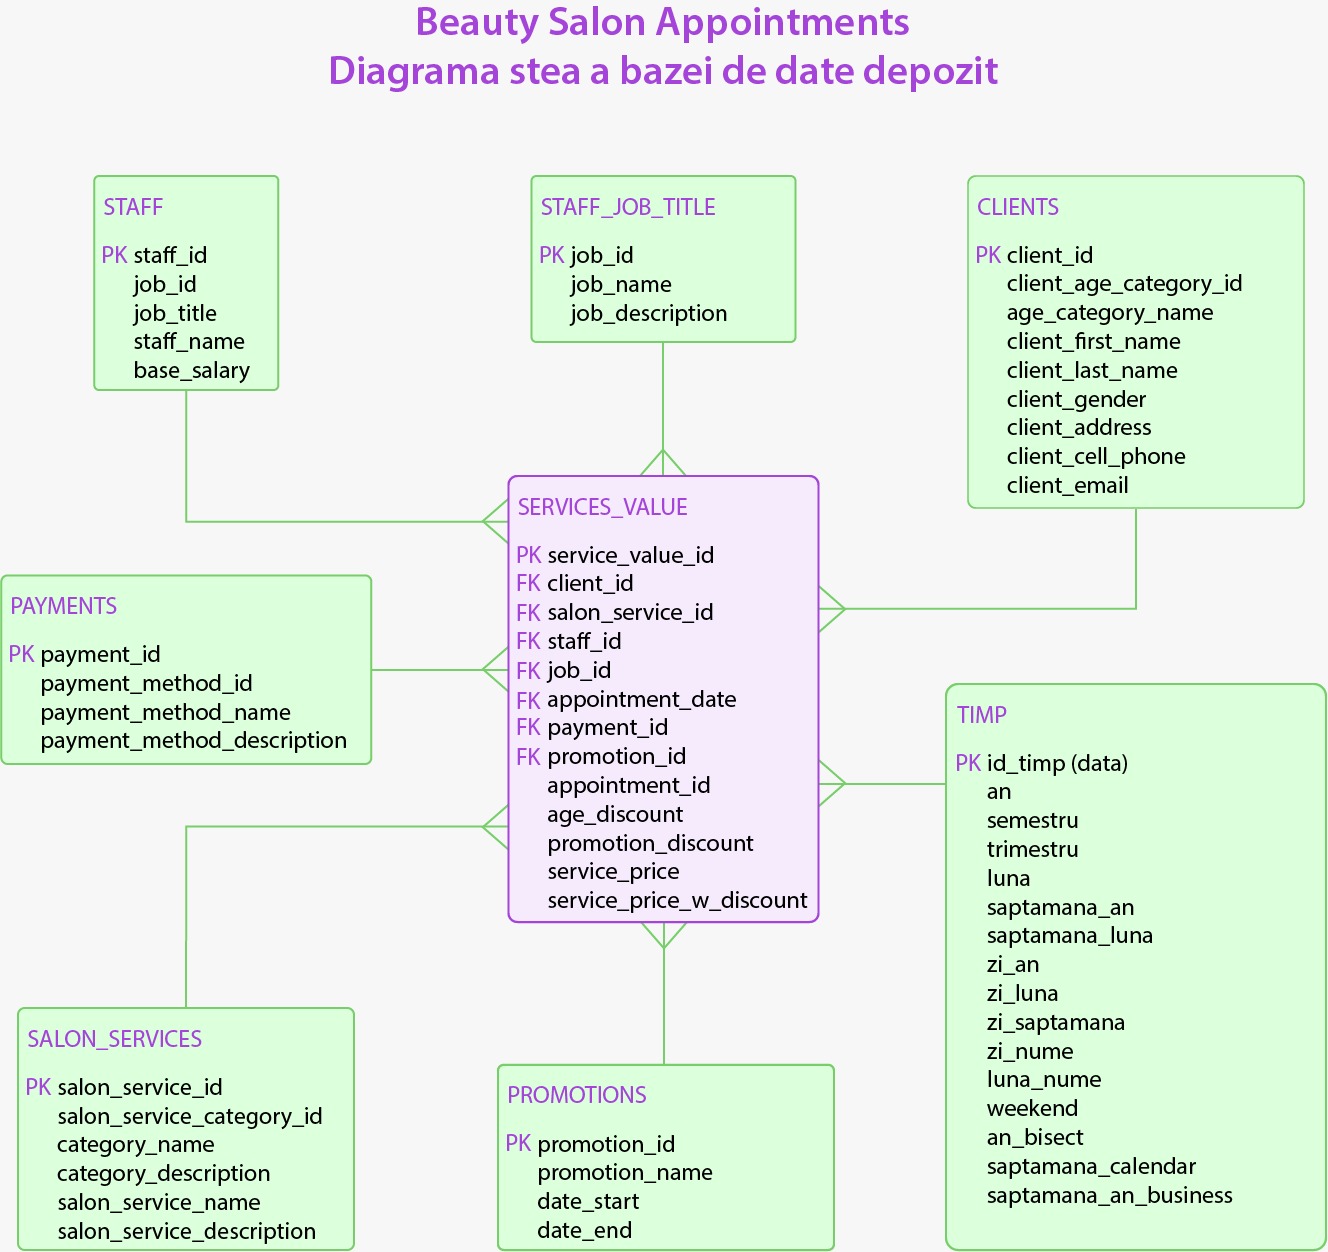 Beauty Salon Appointments
Diagrama stea a bazei de date depozit
STAFF
PK staff_id
job_id
job_title
staff_name
base_salary
STAFF_JOB_TITLE
PK job_id
job_name
job_description
CLIENTS
PK client_id
client_age_category_id
age_category_name
client_first_name
client_last_name
client_gender
client_address
client_cell_phone
client_email
SERVICES_VALUE
PK service_value_id
FK client_id
FK salon_service_id
FK staff_id
FK job_id
FK appointment_date
FK payment_id
FK promotion_id
appointment_id
age_discount
promotion_discount
service_price
service_price_w_discount
PAYMENTS
PK payment_id
payment_method_id
payment_method_name
payment_method_description
TIMP
PK id_timp (data)
an
semestru
trimestru
luna
saptamana_an
saptamana_luna
zi_an
zi_luna
zi_saptamana
zi_nume
luna_nume
weekend
an_bisect
saptamana_calendar
saptamana_an_business
SALON_SERVICES
PK salon_service_id
salon_service_category_id
category_name
category_description
salon_service_name
salon_service_description
PROMOTIONS
PK promotion_id
promotion_name
date_start
date_end